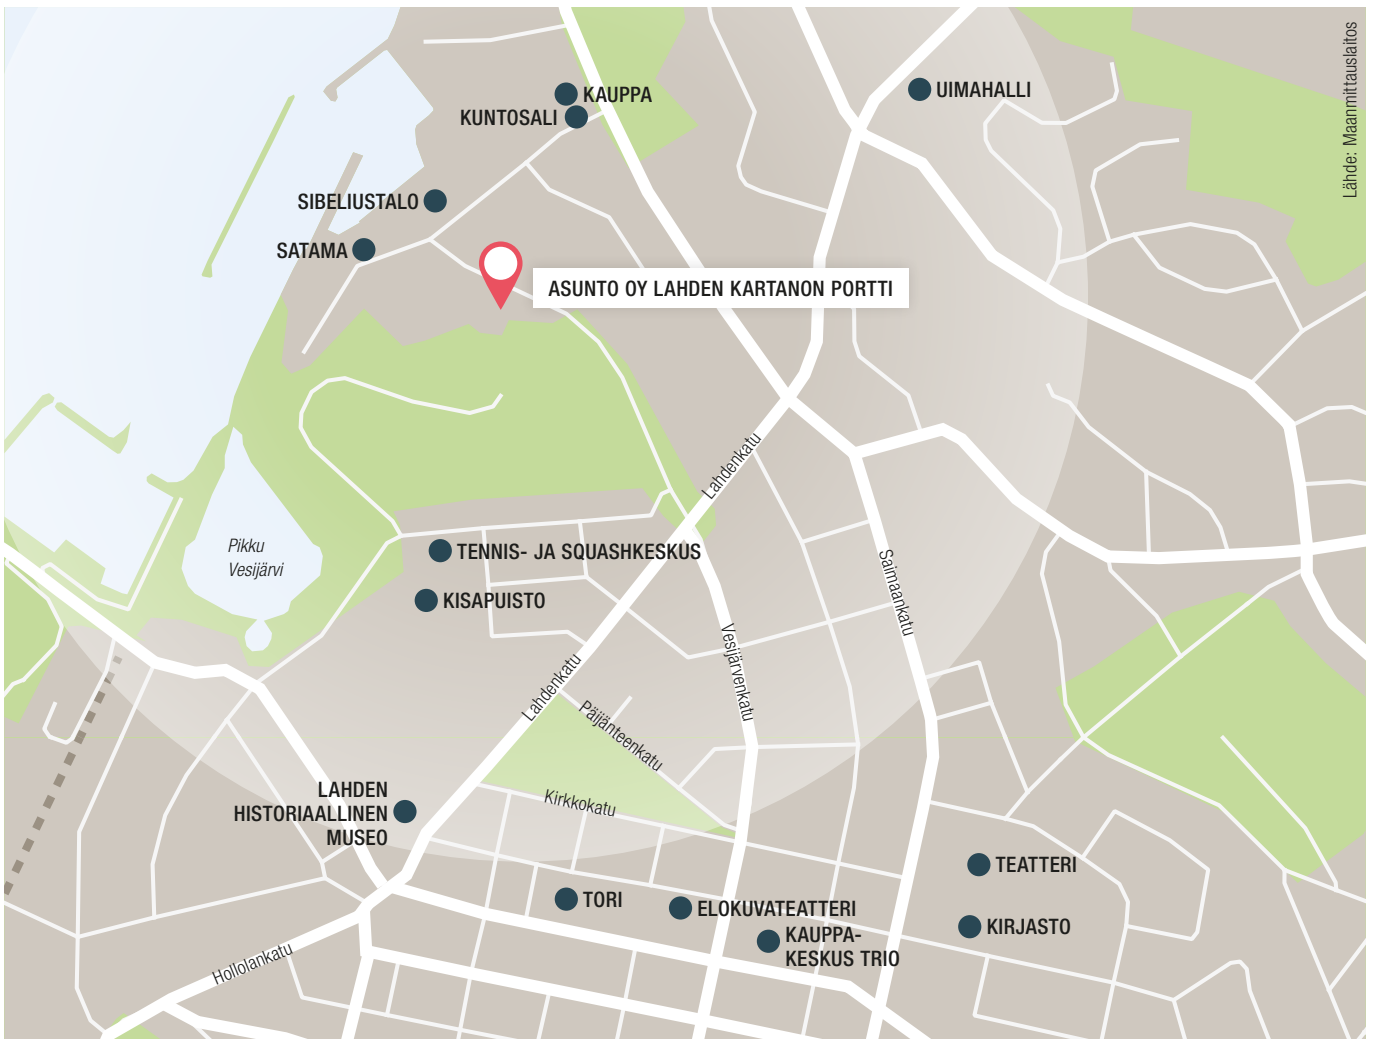 Lähde: Maanmittauslaitos
UIMAHALLI
KAUPPA
KUNTOSALI
SIBELIUSTALO
SATAMA
ASUNTO OY LAHDEN KARTANON PORTTI
Lahdenkatu
Pikku
Vesijärvi
TENNIS- JA SQUASHKESKUS
KISAPUISTO
Saimaankatu
Vesijärvenkatu
Lahdenkatu
Päijänteenkatu
Kirkkokatu
LAHDEN
HISTORIAALLINEN
MUSEO
TEATTERI
TORI
ELOKUVATEATTERI
KAUPPA-
KESKUS TRIO
KIRJASTO
Hollolankatu